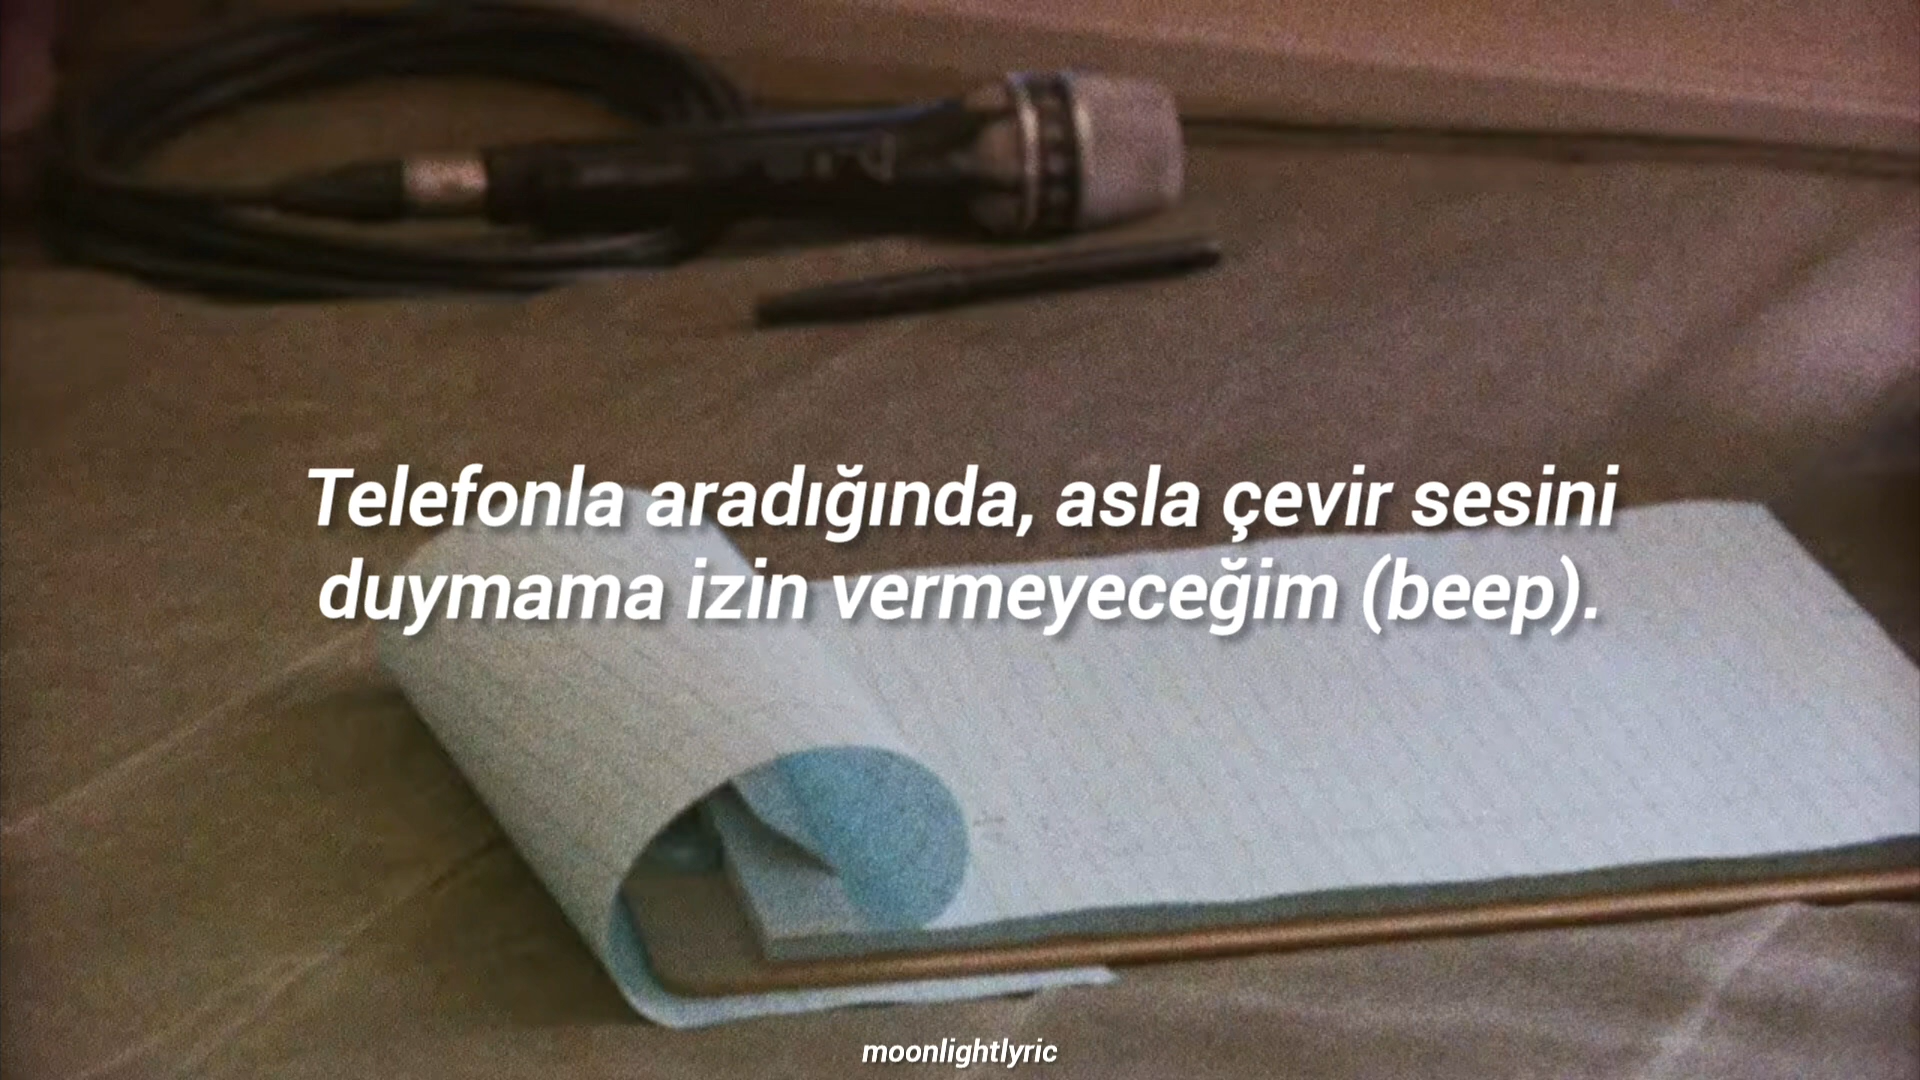 Telefonla aradığında, asla çevir sesini
duymama izin vermeyeceğim (beep).
moonlightlyric